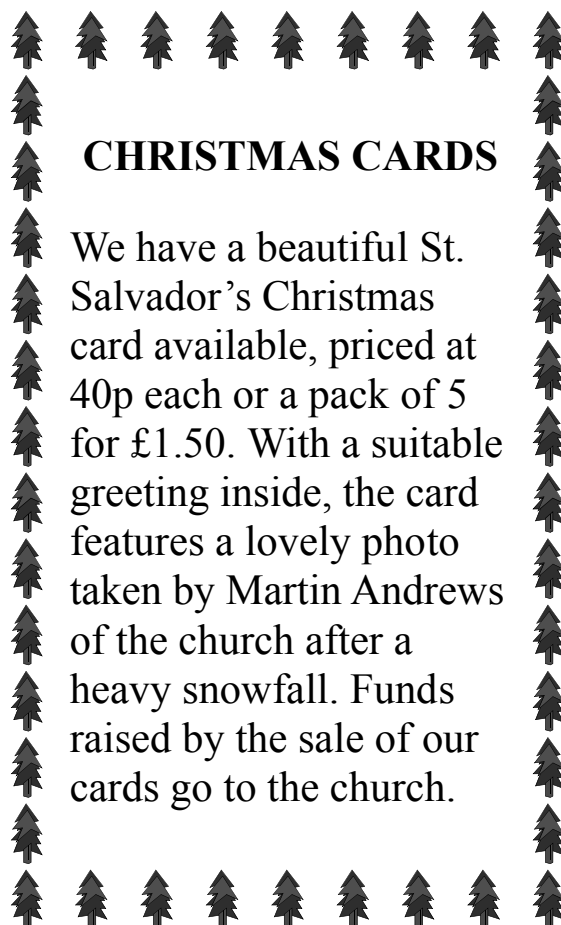 CHRISTMAS CARDS
We have a beautiful St.
Salvador’s Christmas
card available, priced at
40p each or a pack of 5
for £1.50. With a suitable
greeting inside, the card
features a lovely photo
taken by Martin Andrews
of the church after a
heavy snowfall. Funds
raised by the sale of our
cards go to the church.